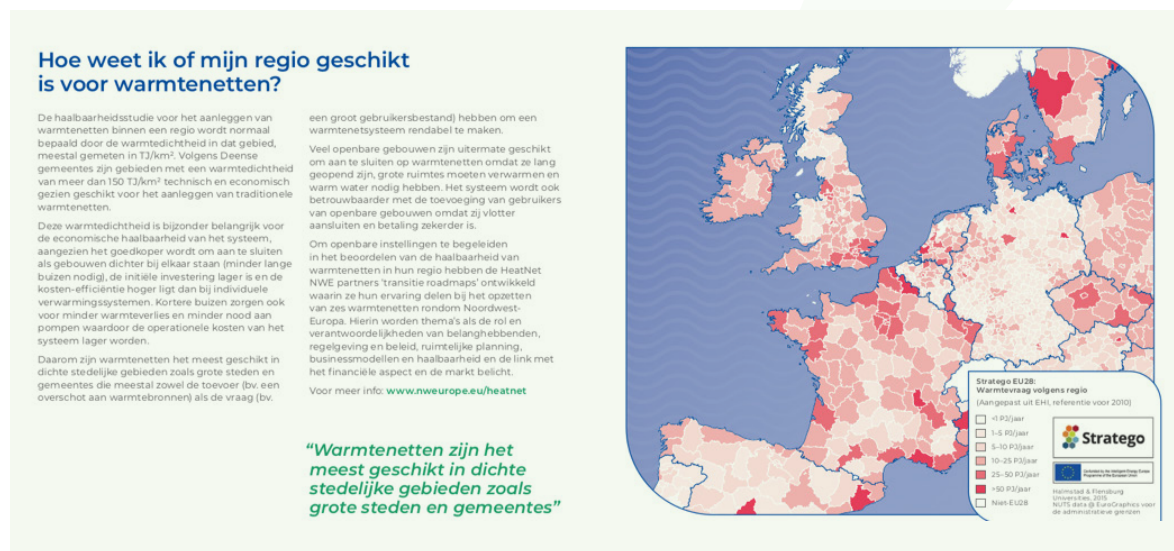 Hoe weet ik of mijn regio geschikt
is voor warmtenetten?
De haalbaarheidsstudie voor het aanleggen van
warmtenetten binnen een regio wordt normaal
bepaald door de warmtedichtheid in dat gebied,
meestal gemeten in TJ/km². Volgens Deense
gemeentes zijn gebieden met een warmtedichtheid
van meer dan 150 TJ/km² technisch en economisch
gezien geschikt voor het aanleggen van traditionele
warmtenetten.
Deze warmtedichtheid is bijzonder belangrijk voor
de economische haalbaarheid van het systeem,
aangezien het goedkoper wordt om aan te sluiten
als gebouwen dichter bij elkaar staan (minder lange
buizen nodig), de initiële investering lager is en de
kosten-efficiëntie hoger ligt dan bij individuele
verwarmingssystemen. Kortere buizen zorgen ook
voor minder warmteverlies en minder nood aan
pompen waardoor de operationele kosten van het
systeem lager worden.
Daarom zijn warmtenetten het meest geschikt in
dichte stedelijke gebieden zoals grote steden en
gemeentes die meestal zowel de toevoer (bv. een
overschot aan warmtebronnen) als de vraag (bv.
een groot gebruikersbestand) hebben om een
warmtenetsysteem rendabel te maken.
Veel openbare gebouwen zijn uitermate geschikt
om aan te sluiten op warmtenetten omdat ze lang
geopend zijn, grote ruimtes moeten verwarmen en
warm water nodig hebben. Het systeem wordt ook
betrouwbaarder met de toevoeging van gebruikers
van openbare gebouwen omdat zij vlotter
aansluiten en betaling zekerder is.
Om openbare instellingen te begeleiden
in het beoordelen van de haalbaarheid van
warmtenetten in hun regio hebben de HeatNet
NWE partners 'transitie roadmaps' ontwikkeld
waarin ze hun ervaring delen bij het opzetten
van zes warmtenetten rondom Noordwest-
Europa. Hierin worden thema's als de rol en
verantwoordelijkheden van belanghebbenden,
regelgeving en beleid, ruimtelijke planning,
businessmodellen en haalbaarheid en de link met
het financiële aspect en de markt belicht.
Voor meer info: www.nweurope.eu/heatnet
"Warmtenetten zijn het
meest geschikt in dichte
stedelijke gebieden zoals
grote steden en gemeentes"
Stratego EU28:
Warmtevraag volgens regio
(Aangepast uit EHI, referentie voor 2010)
<1 PJ/jaar
1–5 PJ/jaar
5–10 PJ/jaar
10–25 PJ/jaar
25–50 PJ/jaar
>50 PJ/jaar
Niet-EU28
Stratego
Co-funded by the Intelligent Energy Europe
Programme of the European Union
Halmstad & Flensburg
Universities, 2015
NUTS data @ EuroGraphics voor
de administratieve grenzen